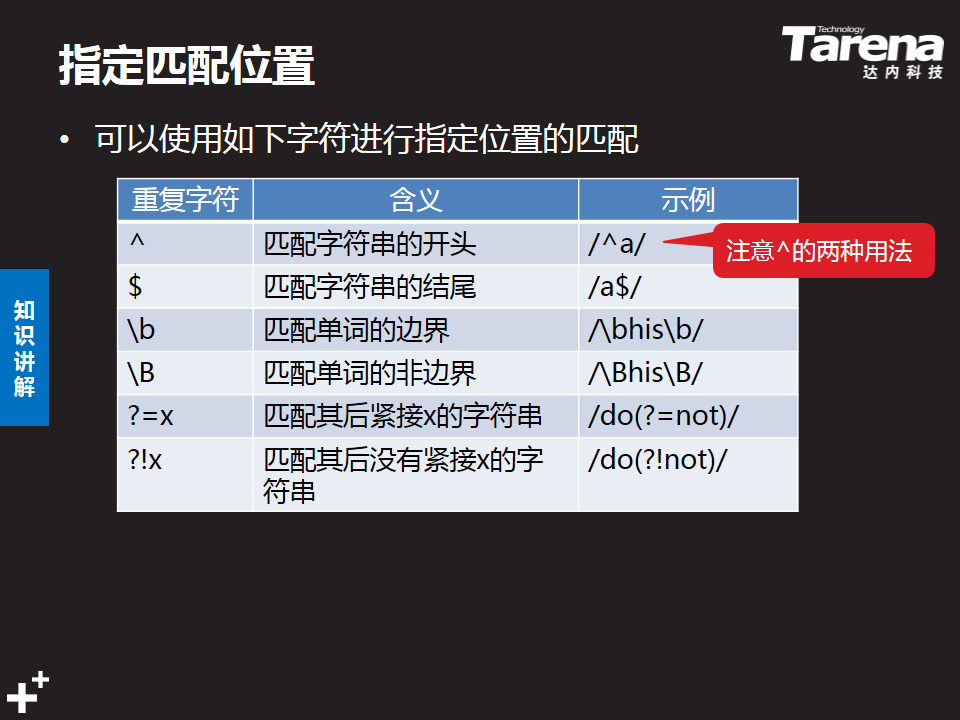 指定匹配位置
Technology
Tarena
达内科技
• 可以使用如下字符进行指定位置的匹配
重复字符 含义 示例
^ 匹配字符串的开头 /^a/
注意^的两种用法
$ 匹配字符串的结尾 /a$/
\b 匹配单词的边界 /\bhis\b/
\B 匹配单词的非边界 /\Bhis\B/
?=x 匹配其后紧接x的字符串 /do(?=not)/
?!x 匹配其后没有紧接x的字 /do(?!not)/
符串
知识讲解